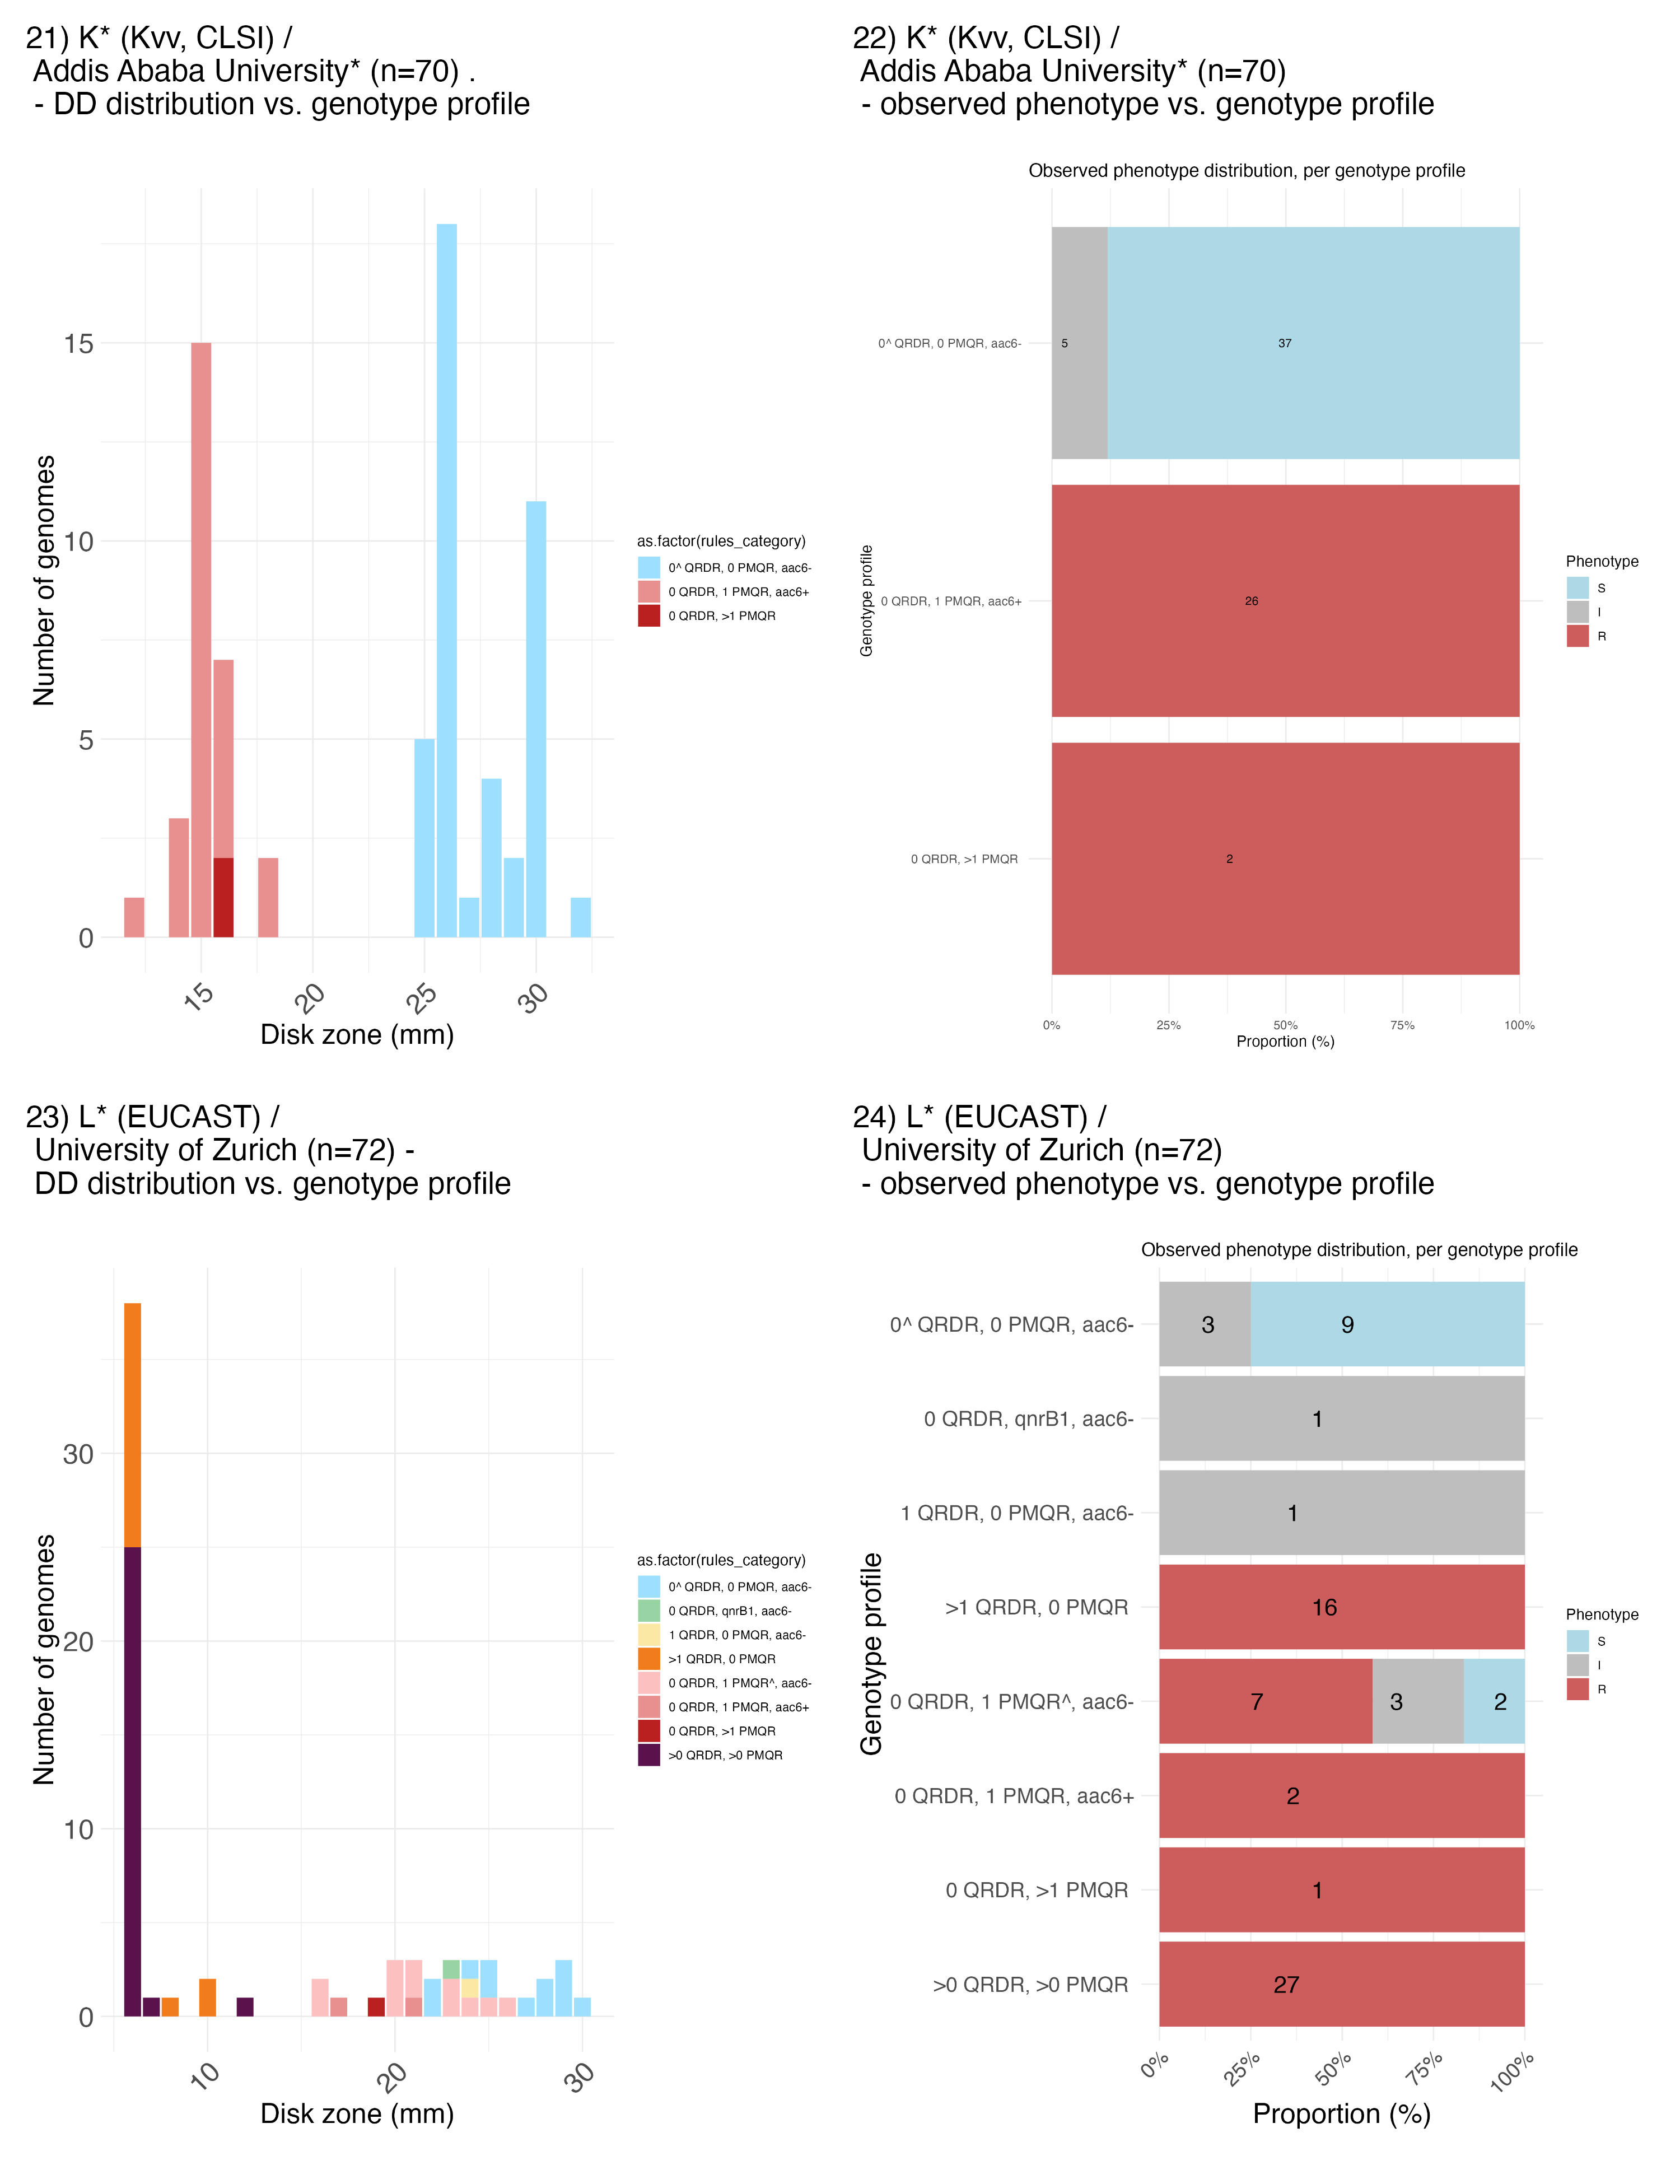 21) K* (Kvv, CLSI) /
Addis Ababa University* (n=70) .
- DD distribution vs. genotype profile
Number of genomes
15
10
5
0
15
20
25
30
Disk zone (mm)
as.factor(rules_category)
0^ QRDR, 0 PMQR, aac6-
0 QRDR, 1 PMQR, aac6+
0 QRDR, >1 PMQR
22) K* (Kvv, CLSI) /
Addis Ababa University* (n=70)
- observed phenotype vs. genotype profile
Observed phenotype distribution, per genotype profile
Genotype profile
0^ QRDR, 0 PMQR, aac6-
5
37
0 QRDR, 1 PMQR, aac6+
26
0 QRDR, >1 PMQR
2
0%
25%
50%
75%
100%
Proportion (%)
Phenotype
S
I
R
23) L* (EUCAST) /
University of Zurich (n=72) -
DD distribution vs. genotype profile
Number of genomes
30
20
10
0
10
20
30
Disk zone (mm)
as.factor(rules_category)
0^ QRDR, 0 PMQR, aac6-
0 QRDR, qnrB1, aac6-
1 QRDR, 0 PMQR, aac6-
>1 QRDR, 0 PMQR
0 QRDR, 1 PMQR^, aac6-
0 QRDR, 1 PMQR, aac6+
0 QRDR, >1 PMQR
>0 QRDR, >0 PMQR
24) L* (EUCAST) /
University of Zurich (n=72)
- observed phenotype vs. genotype profile
Observed phenotype distribution, per genotype profile
Genotype profile
0^ QRDR, 0 PMQR, aac6-
3
9
0 QRDR, qnrB1, aac6-
1
1 QRDR, 0 PMQR, aac6-
1
>1 QRDR, 0 PMQR
16
0 QRDR, 1 PMQR^, aac6-
7
3
2
0 QRDR, 1 PMQR, aac6+
2
0 QRDR, >1 PMQR
1
>0 QRDR, >0 PMQR
27
0%
25%
50%
75%
100%
Proportion (%)
Phenotype
S
I
R